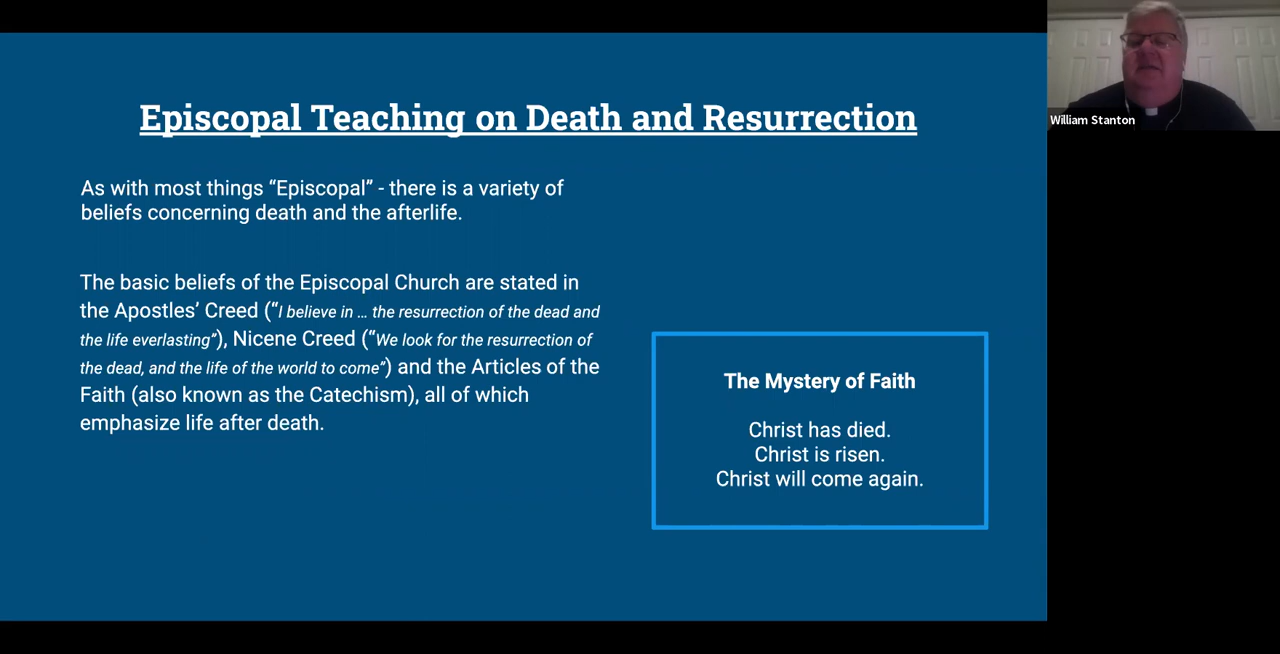 Episcopal Teaching on Death and Resurrection
As with most things “Episcopal” - there is a variety of
beliefs concerning death and the afterlife.
The basic beliefs of the Episcopal Church are stated in
the Apostles’ Creed (“I believe in … the resurrection of the dead and
the life everlasting”), Nicene Creed (“We look for the resurrection of
the dead, and the life of the world to come”) and the Articles of the
Faith (also known as the Catechism), all of which
emphasize life after death.
The Mystery of Faith
Christ has died.
Christ is risen.
Christ will come again.
William Stanton